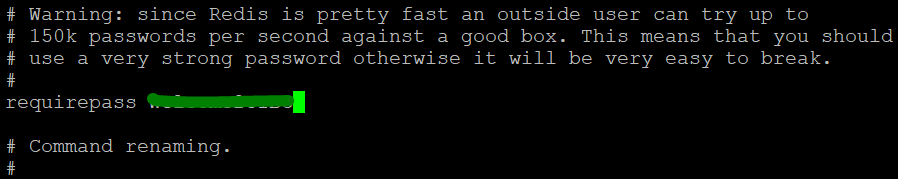 # Warning: since Redis is pretty fast an outside user can try up to
# 150k passwords per second against a good box. This means that you should
# use a very strong password otherwise it will be very easy to break.
#
requirepass
# Command renaming.
#